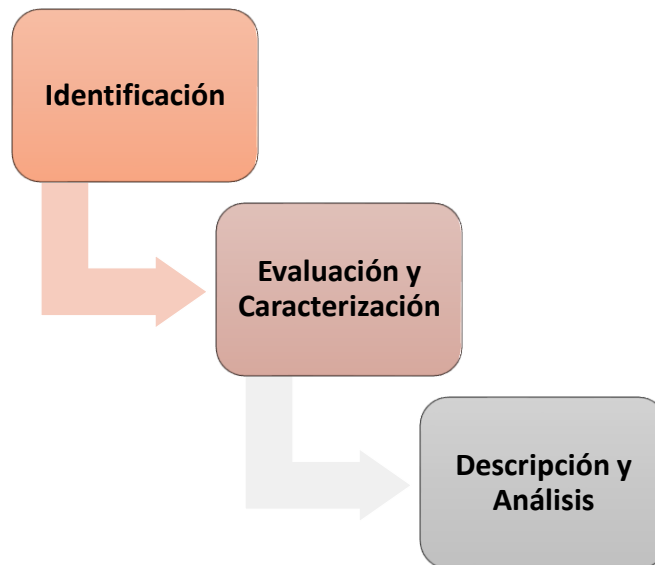 Identificación
Evaluación y
Caracterización
Descripción y
Análisis